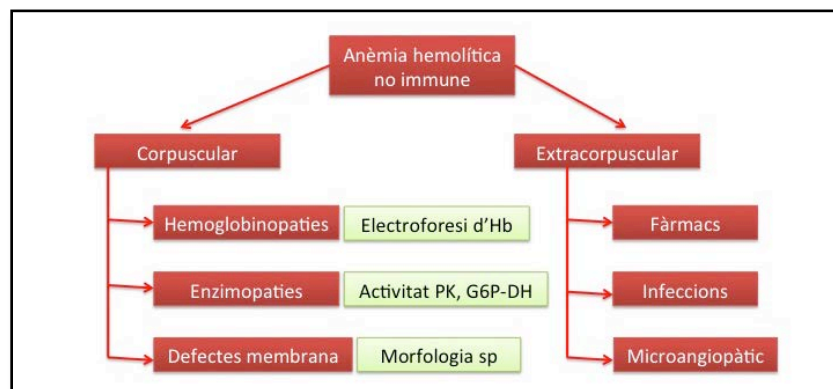 Anèmia hemolítica
no immune
Corpuscular
Extracorpuscular
Hemoglobinopaties
Electroforesi d'Hb
Fàrmacs
Enzimopaties
Activitat PK, G6P-DH
Infeccions
Defectes membrana
Morfologia sp
Microangiopàtic